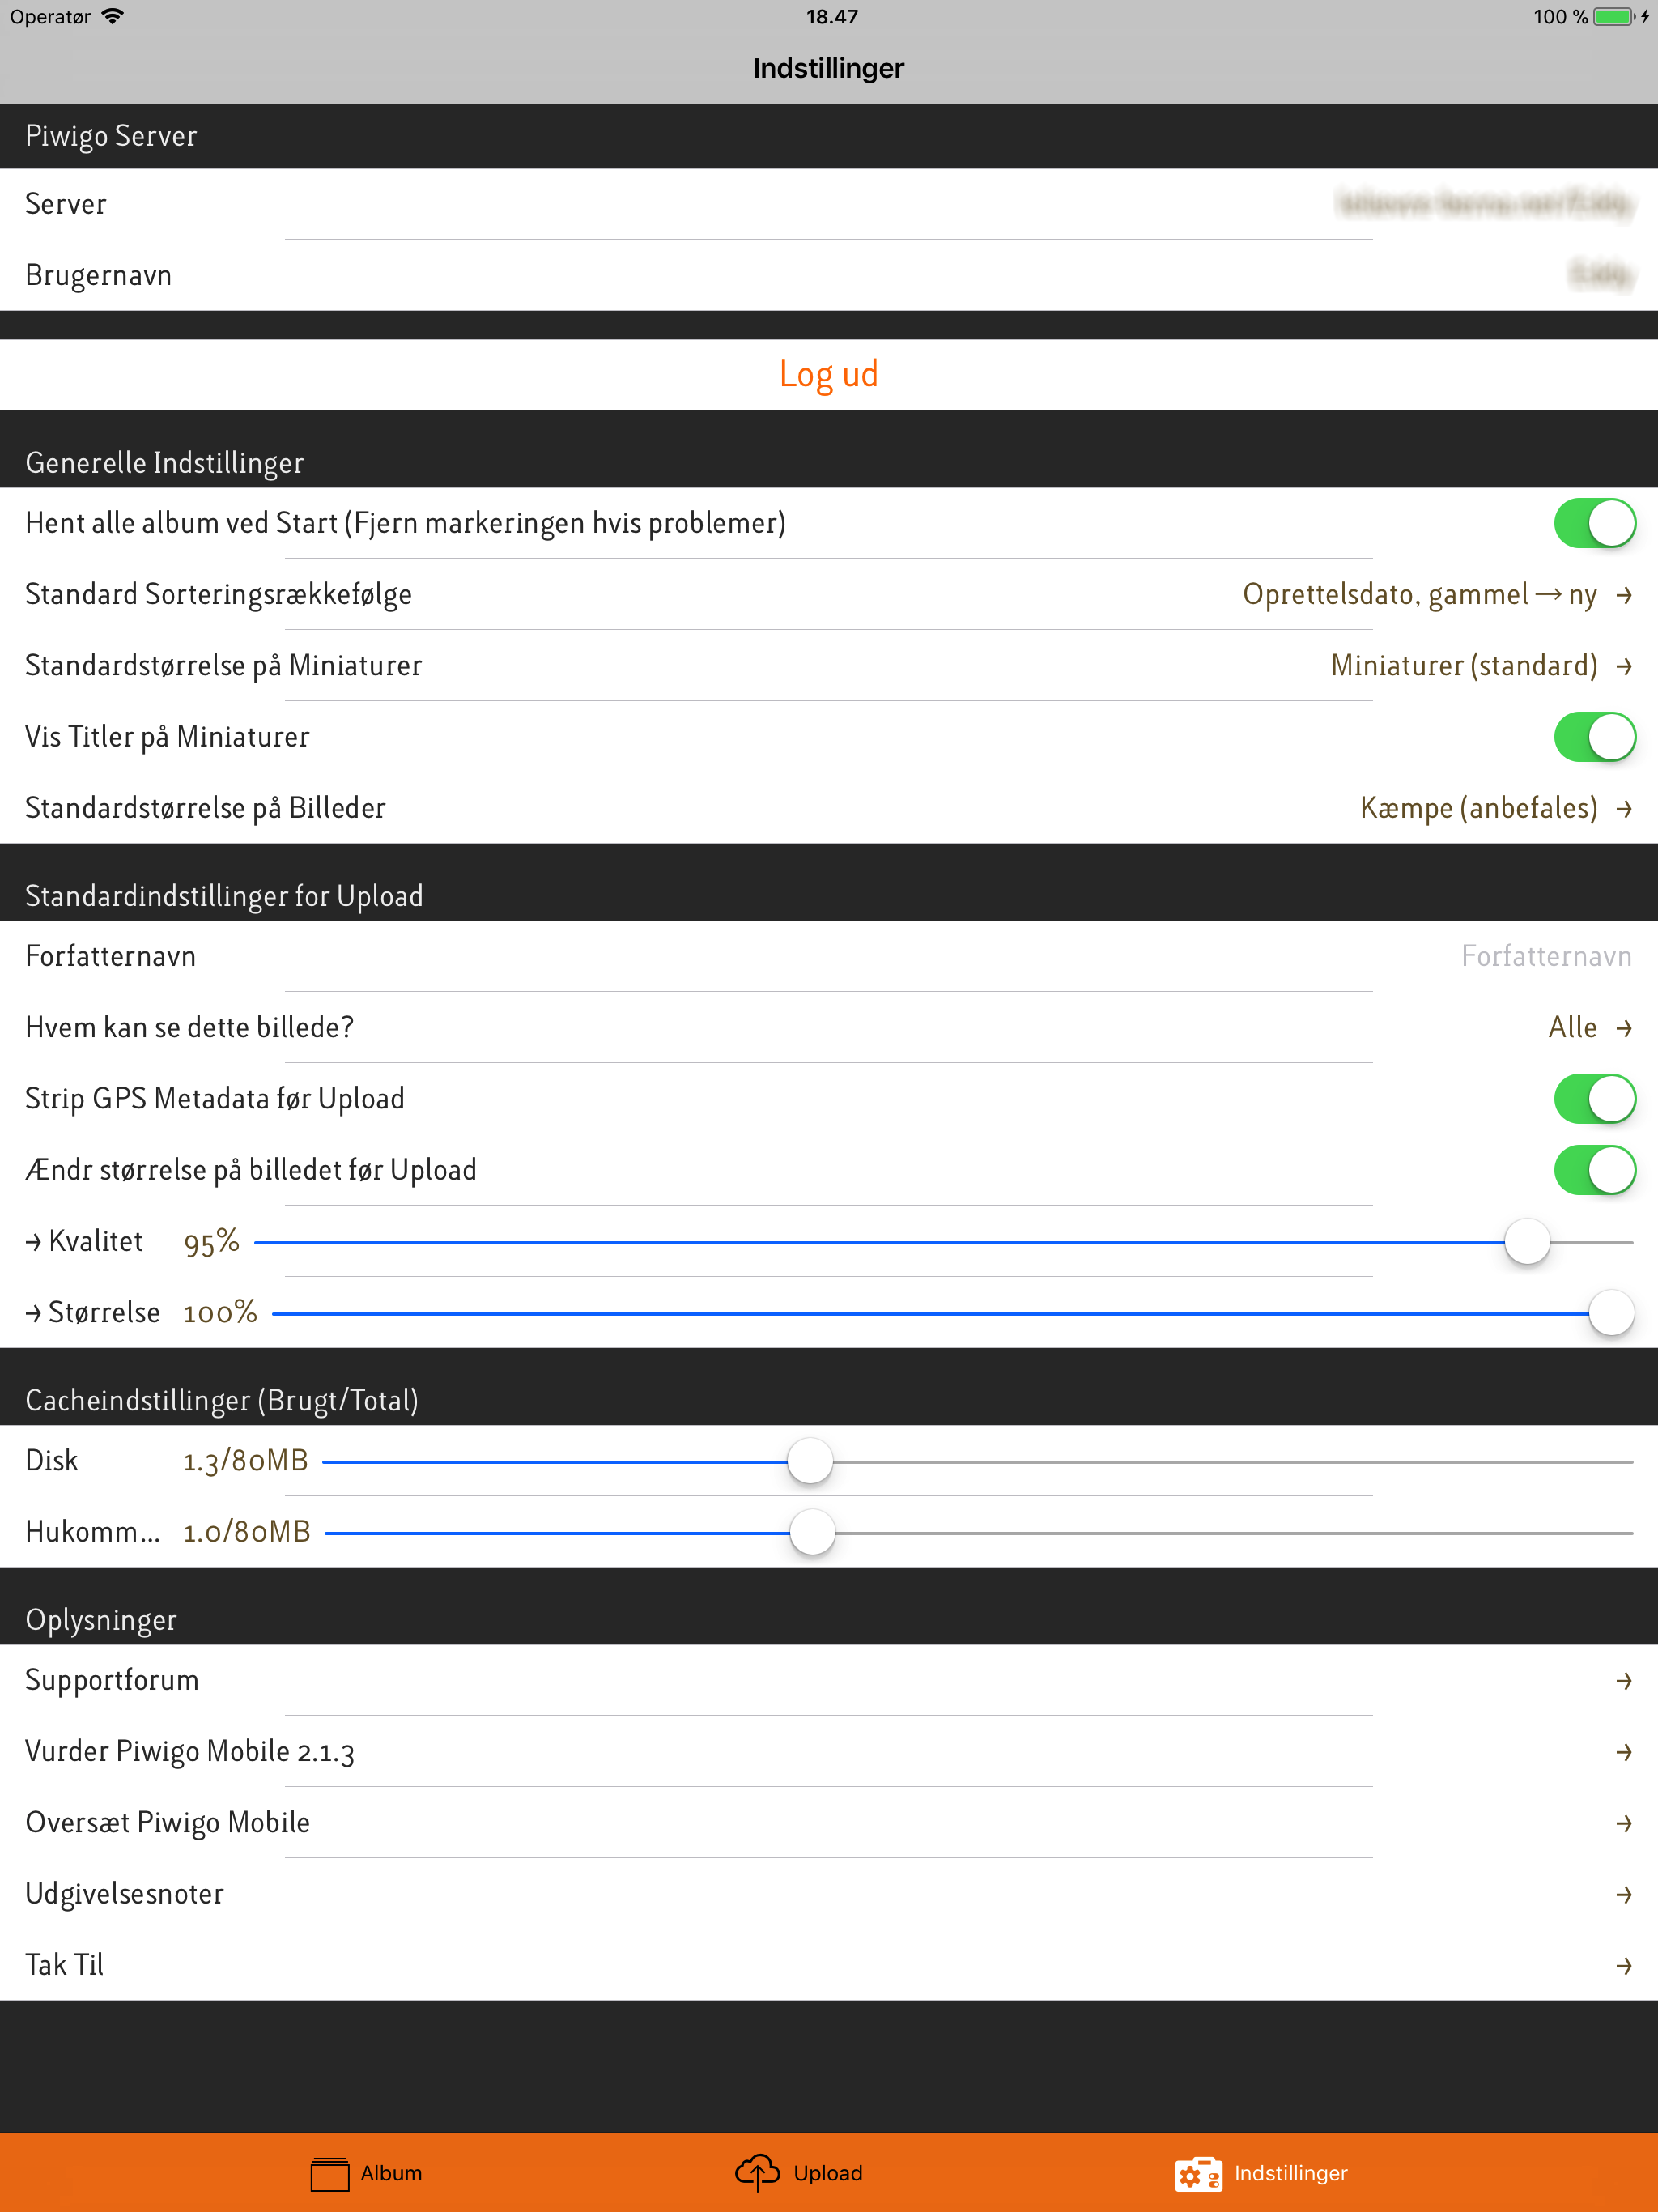 Operatør 18.47 100 %
Indstillinger
Piwigo Server
Server
Brugernavn
Log ud
Generelle Indstillinger
Hent alle album ved Start (Fjern markeringen hvis problemer)
Standard Sorteringsrækkefølge Oprettelsdato, gammel → ny →
Standardstørrelse på Miniaturer Miniaturer (standard) →
Vis Titler på Miniaturer
Standardstørrelse på Billeder Kæmpe (anbefales) →
Standardindstillinger for Upload
Forfatternavn Forfatternavn
Hvem kan se dette billede? Alle →
Strip GPS Metadata før Upload
Ændr størrelse på billedet før Upload
→ Kvalitet 95%
→ Størrelse 100%
Cacheindstillinger (Brugt/Total)
Disk 1.3/80MB
Hukomm... 1.0/80MB
Oplysninger
Supportforum →
Vurder Piwigo Mobile 2.1.3 →
Oversæt Piwigo Mobile →
Udgivelsesnoter →
Tak Til →
Album Upload Indstillinger